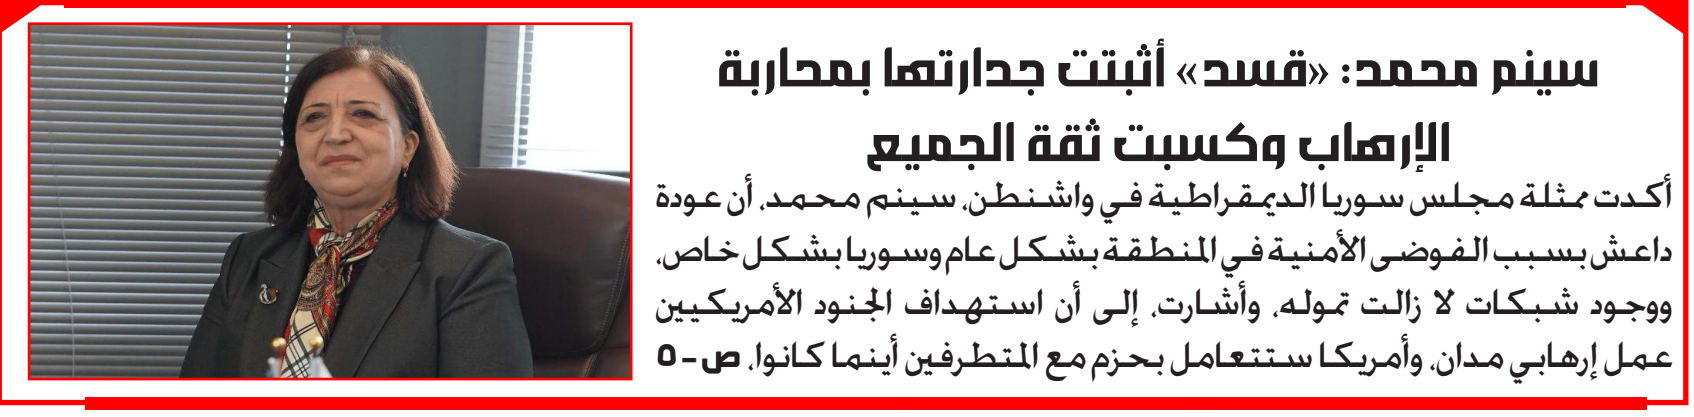 سينم محمد: «قسد» أثبتت جدارتها بمحاربة
الإرهاب وكسبت ثقة الجميع
أكدت ممثلة مجلس سوريا الديمقراطية في واشنطن، سينم محمد، أن عودة
داعش بسبب الفوضى الأمنية في المنطقة بشكل عام وسوريا بشكل خاص،
ووجود شبكات لا زالت تموله، وأشارت، إلى أن استهداف الجنود الأمريكيين
عمل إرهابي مدان، وأمريكا ستتعامل بحزم مع المتطرفين أينما كانوا، ص - ٥